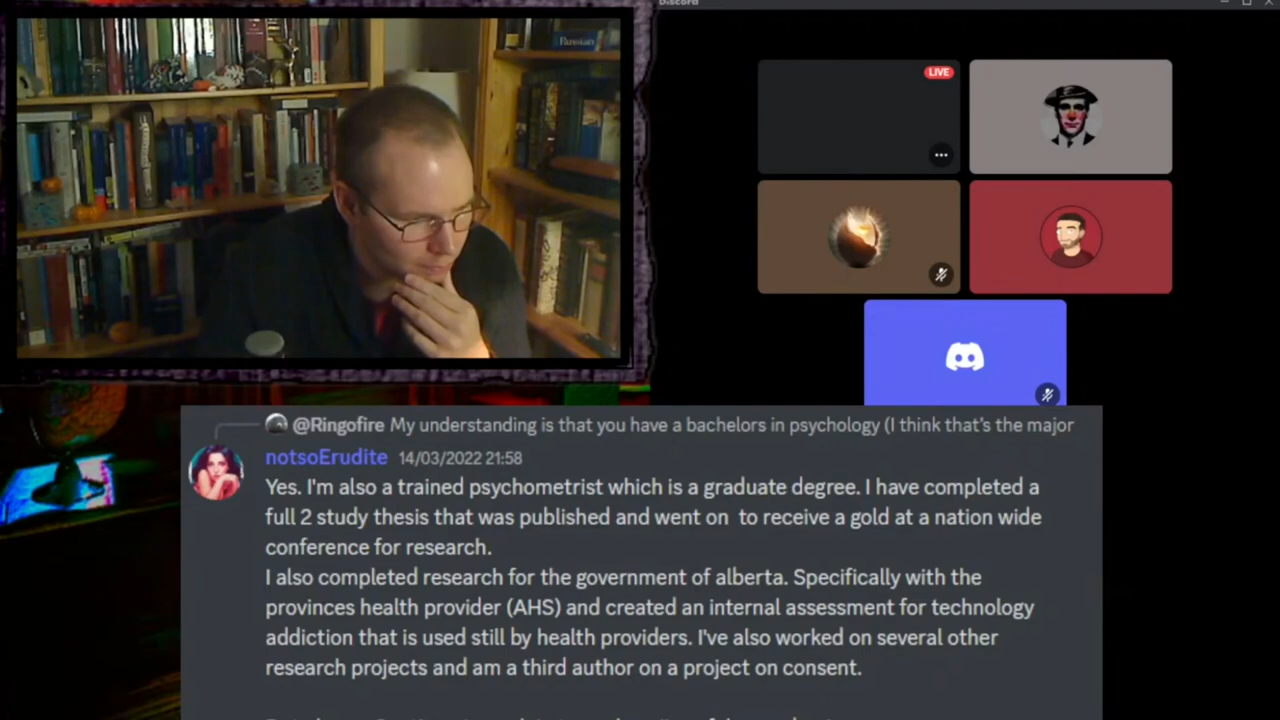 Discord
LIVE
Persian
@Ringofire My understanding is that you have a bachelors in psychology (I think that's the major
notsoErudite 14/03/2022 21:58
Yes. I'm also a trained psychometrist which is a graduate degree. I have completed a
full 2 study thesis that was published and went on to receive a gold at a nation wide
conference for research.
I also completed research for the government of alberta. Specifically with the
provinces health provider (AHS) and created an internal assessment for technology
addiction that is used still by health providers. I've also worked on several other
research projects and am a third author on a project on consent.